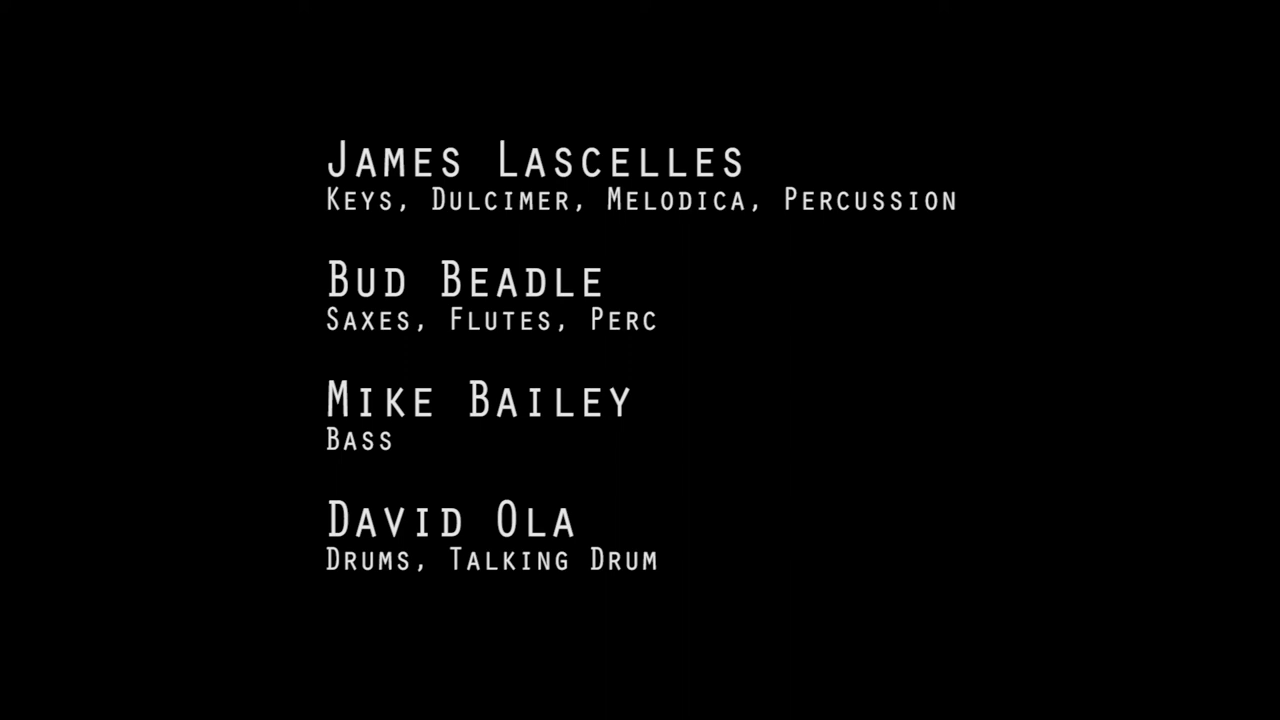 James Lascelles
Keys, Dulcimer, Melodica, Percussion
Bud Beadle
Saxes, Flutes, Perc
Mike Bailey
Bass
David Ola
Drums, Talking Drum